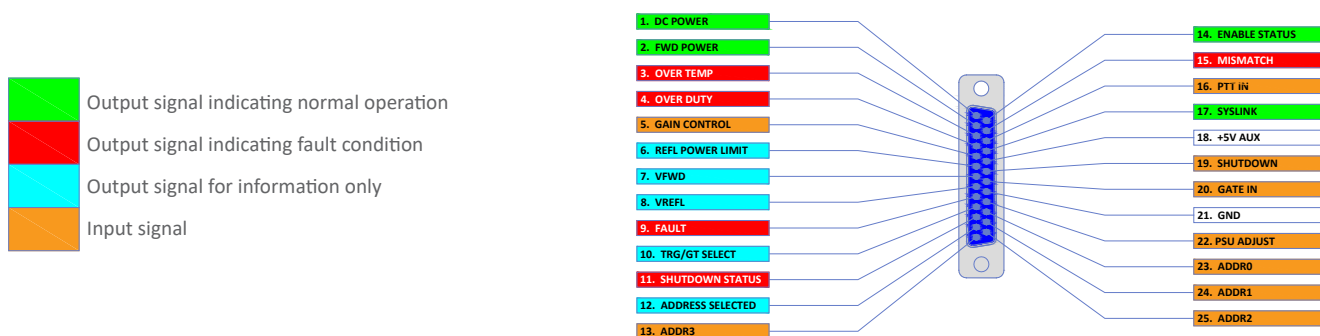 Output signal indicating normal operation
Output signal indicating fault condition
Output signal for information only
Input signal
1. DC POWER
2. FWD POWER
3. OVER TEMP
4. OVER DUTY
5. GAIN CONTROL
6. REFL POWER LIMIT
7. VFWD
8. VREFL
9. FAULT
10. TRG/GT SELECT
11. SHUTDOWN STATUS
12. ADDRESS SELECTED
13. ADDR3
14. ENABLE STATUS
15. MISMATCH
16. PTT IN
17. SYSLINK
18. +5V AUX
19. SHUTDOWN
20. GATE IN
21. GND
22. PSU ADJUST
23. ADDR0
24. ADDR1
25. ADDR2